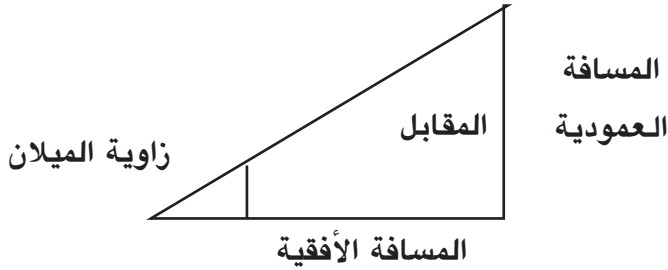 المسافة
العمودية
المقابل
زاوية الميلان
المسافة الأفقية